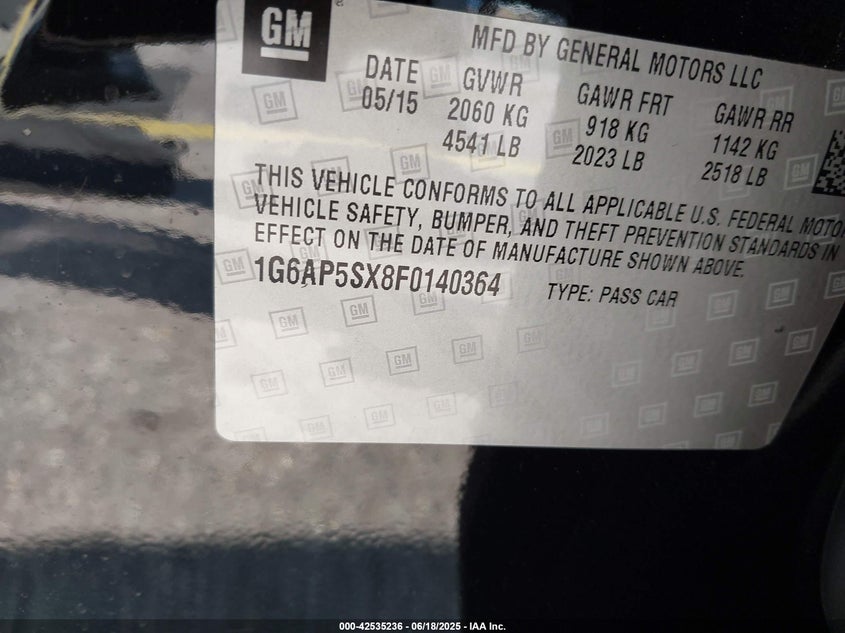 GM
MFD BY GENERAL MOTORS LLC
DATE GVWR GAWR FRT GAWR RR
05/15 2060 KG 918 KG 1142 KG
4541 LB 2023 LB 2518 LB
THIS VEHICLE CONFORMS TO ALL APPLICABLE U.S. FEDERAL MOTO
VEHICLE SAFETY, BUMPER, AND THEFT PREVENTION STANDARDS IN
EFFECT ON THE DATE OF MANUFACTURE SHOWN ABOVE.
1G6AP5SX8F0140364 TYPE: PASS CAR
000-42535236 - 06/18/2025 - IAA Inc.